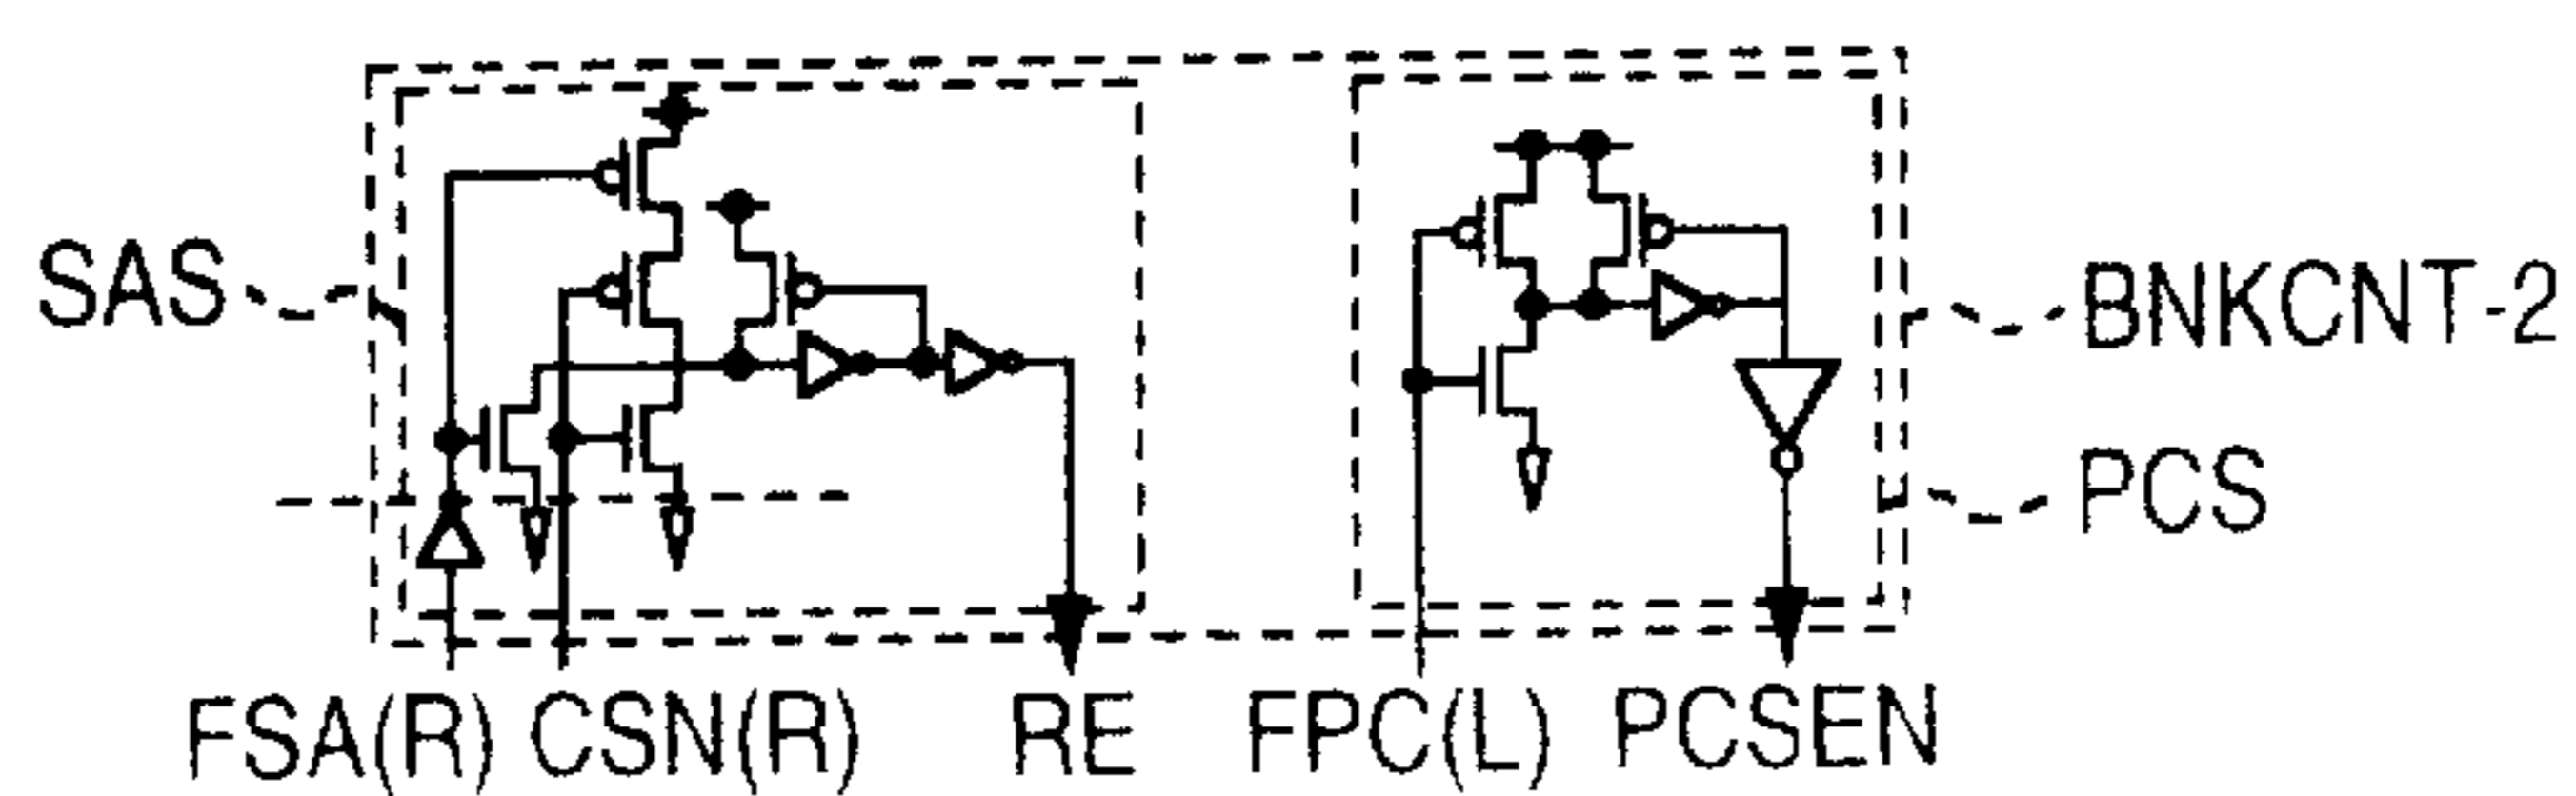 SAS
BNKCNT-2
PCS
FSA(R) CSN(R) RE FPC(L) PCSEN